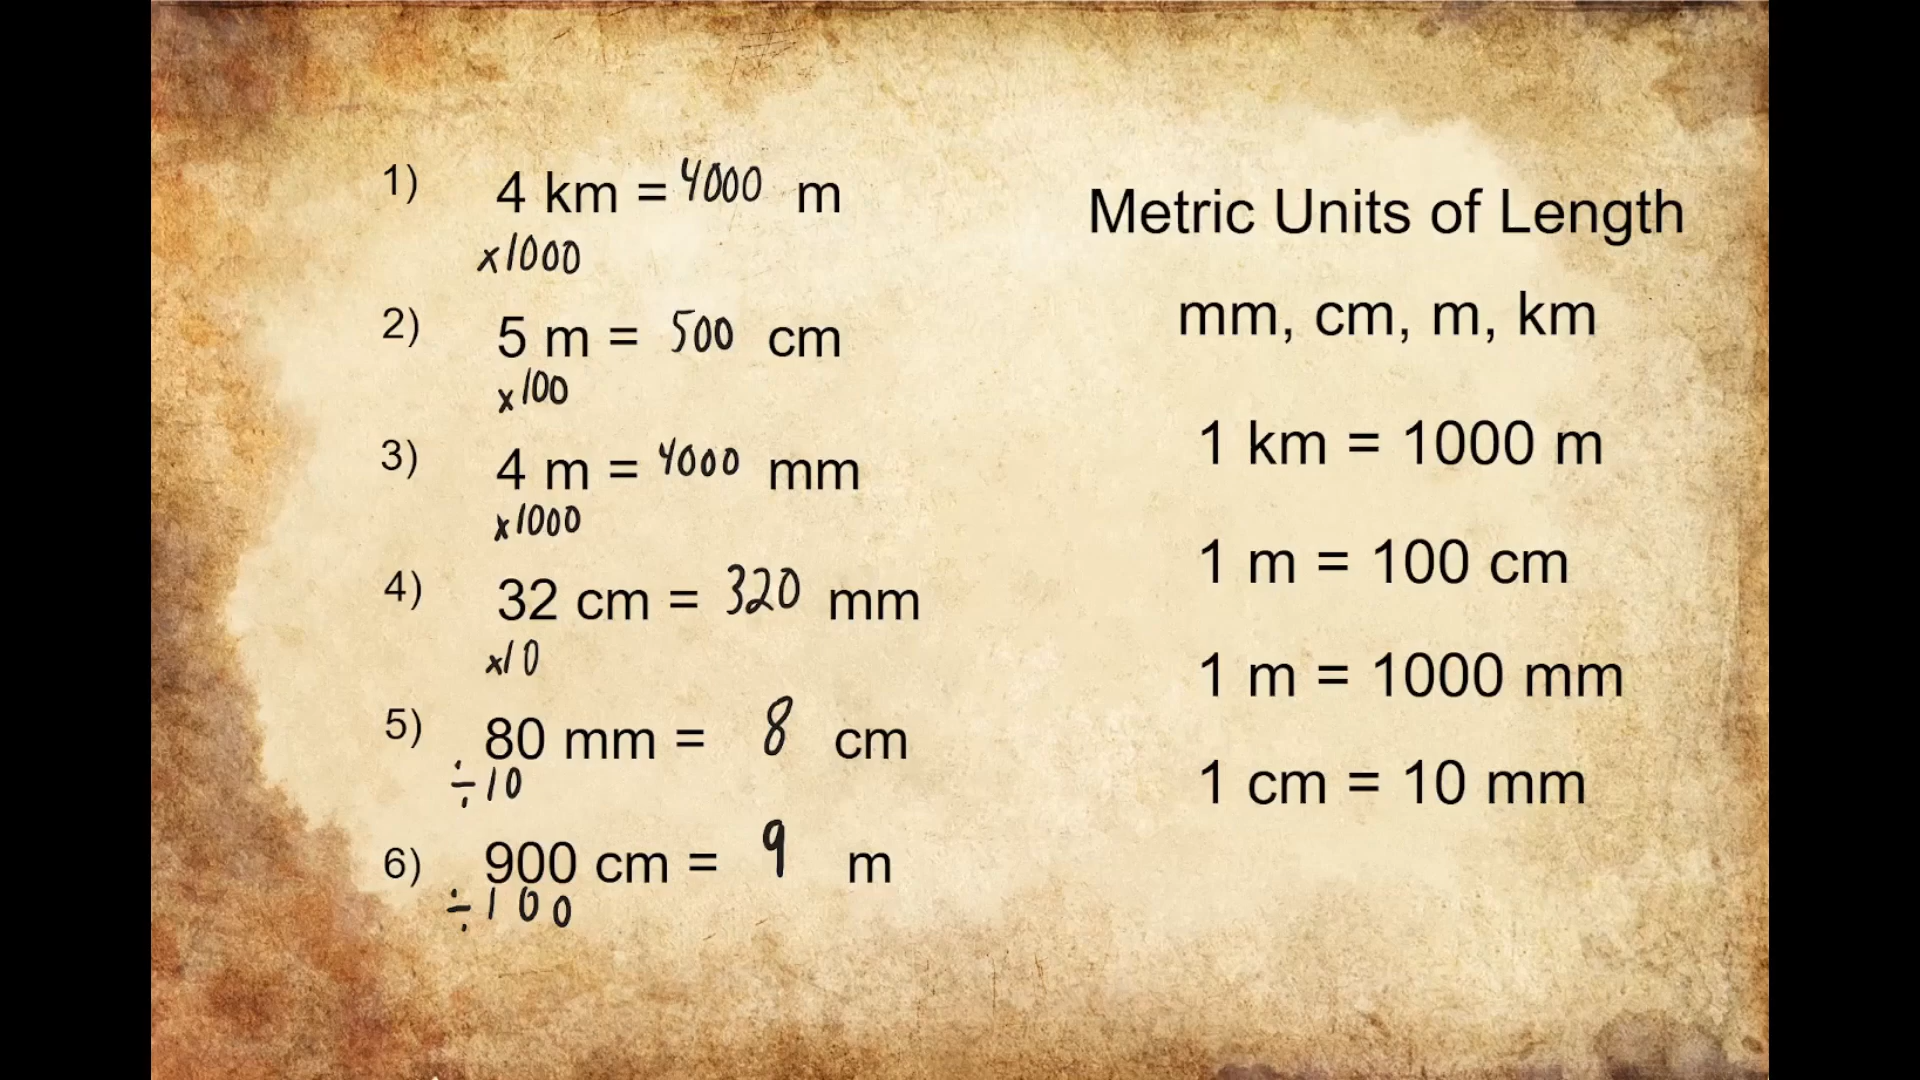 1) 4 km = 4000 m
x1000
2) 5 m = 500 cm
x100
3) 4 m = 4000 mm
x1000
4) 32 cm = 320 mm
x10
5) 80 mm = 8 cm
÷10
6) 900 cm = 9 m
÷100
Metric Units of Length
mm, cm, m, km
1 km = 1000 m
1 m = 100 cm
1 m = 1000 mm
1 cm = 10 mm